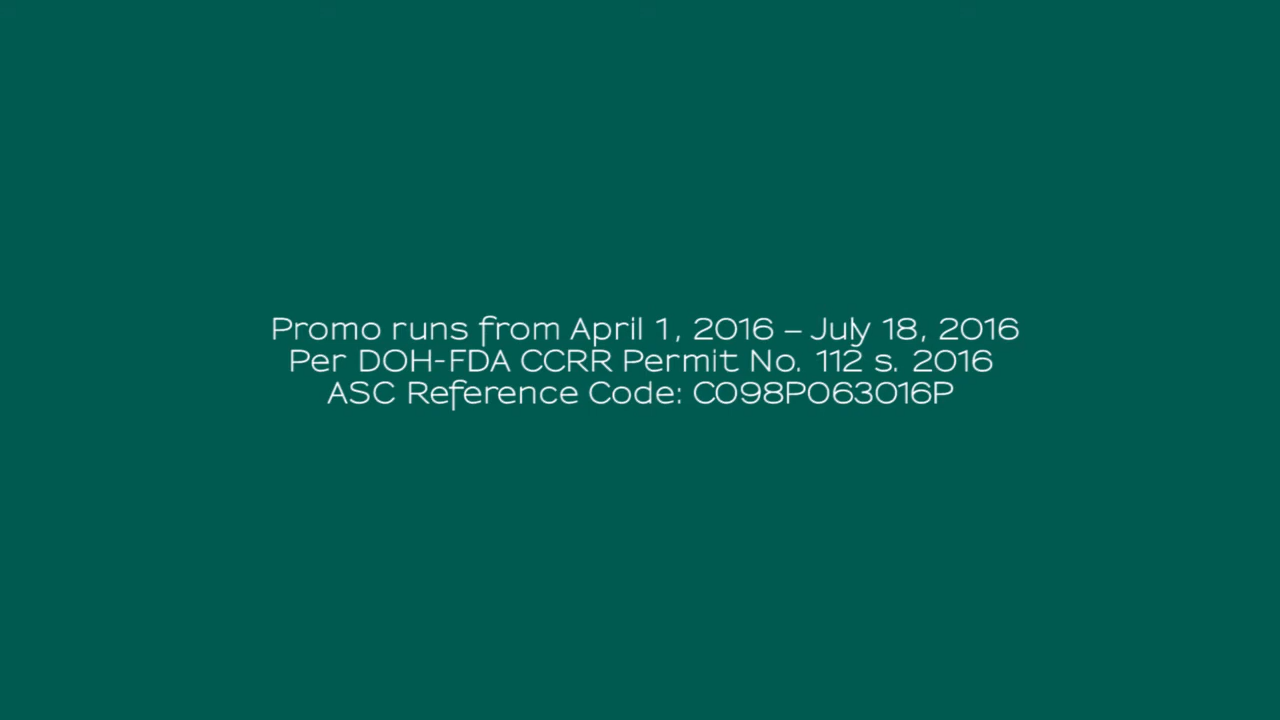 Promo runs from April 1, 2016 – July 18, 2016
Per DOH-FDA CCRR Permit No. 112 s. 2016
ASC Reference Code: C098P063016P